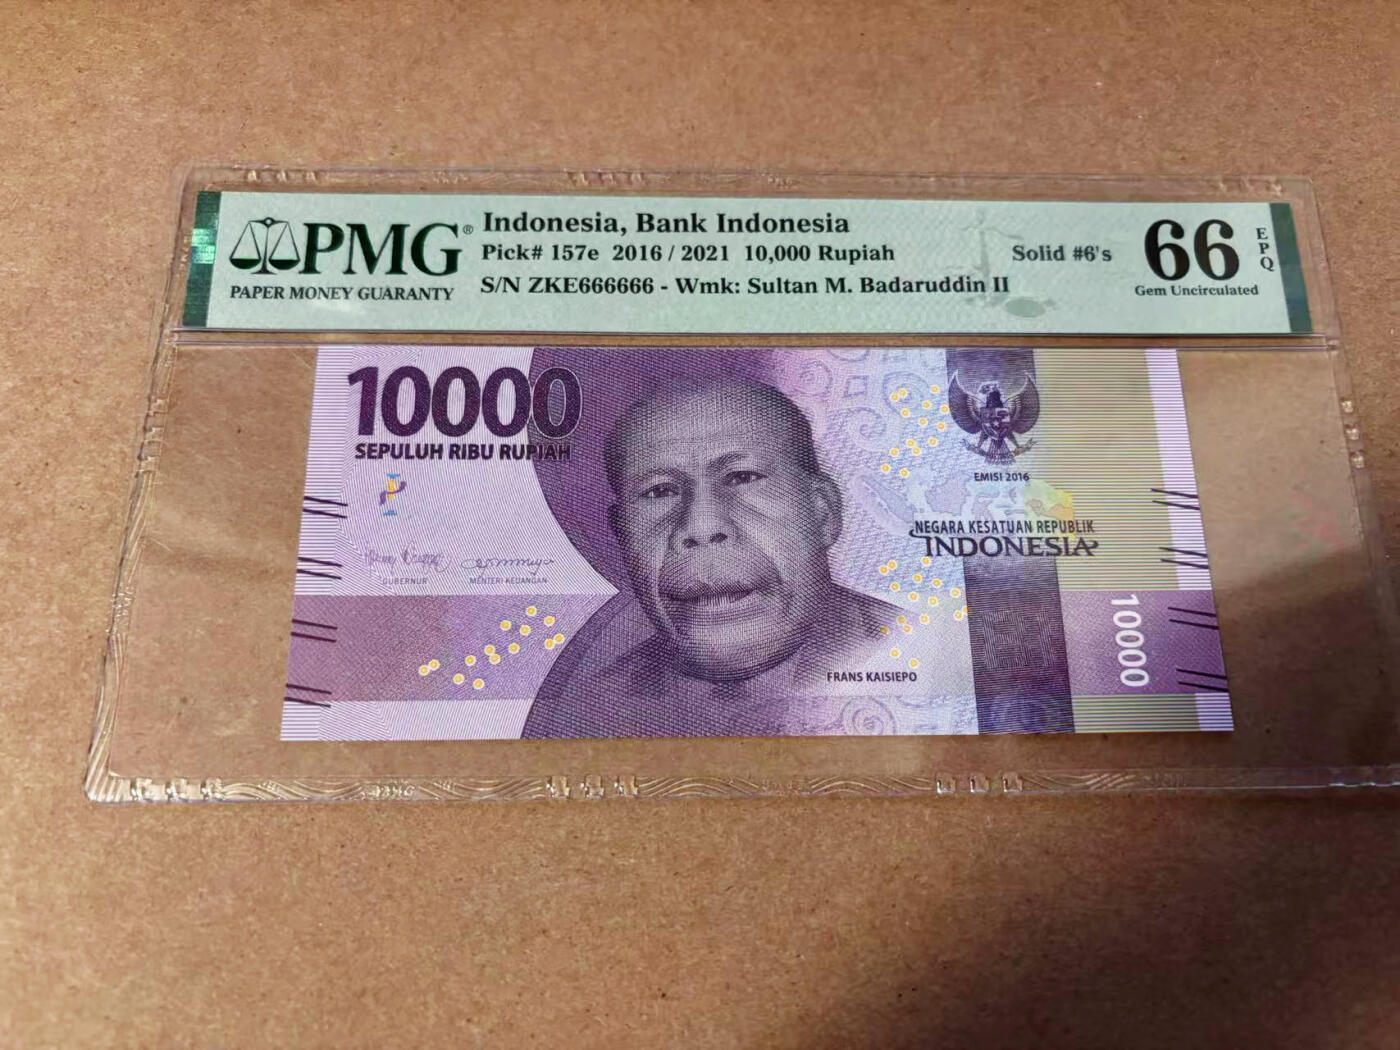 PMG®
PAPER MONEY GUARANTY
Indonesia, Bank Indonesia
Pick# 157e 2016 / 2021 10,000 Rupiah
S/N ZKE666666 - Wmk: Sultan M. Badaruddin II
Solid #6's
66
EPQ
Gem Uncirculated
10000
SEPULUH RIBU RUPIAH
EMISI 2016
NEGARA KESATUAN REPUBLIK
INDONESIA
GUBERNUR
MENTERI KEUANGAN
FRANS KAISIEPO
10000